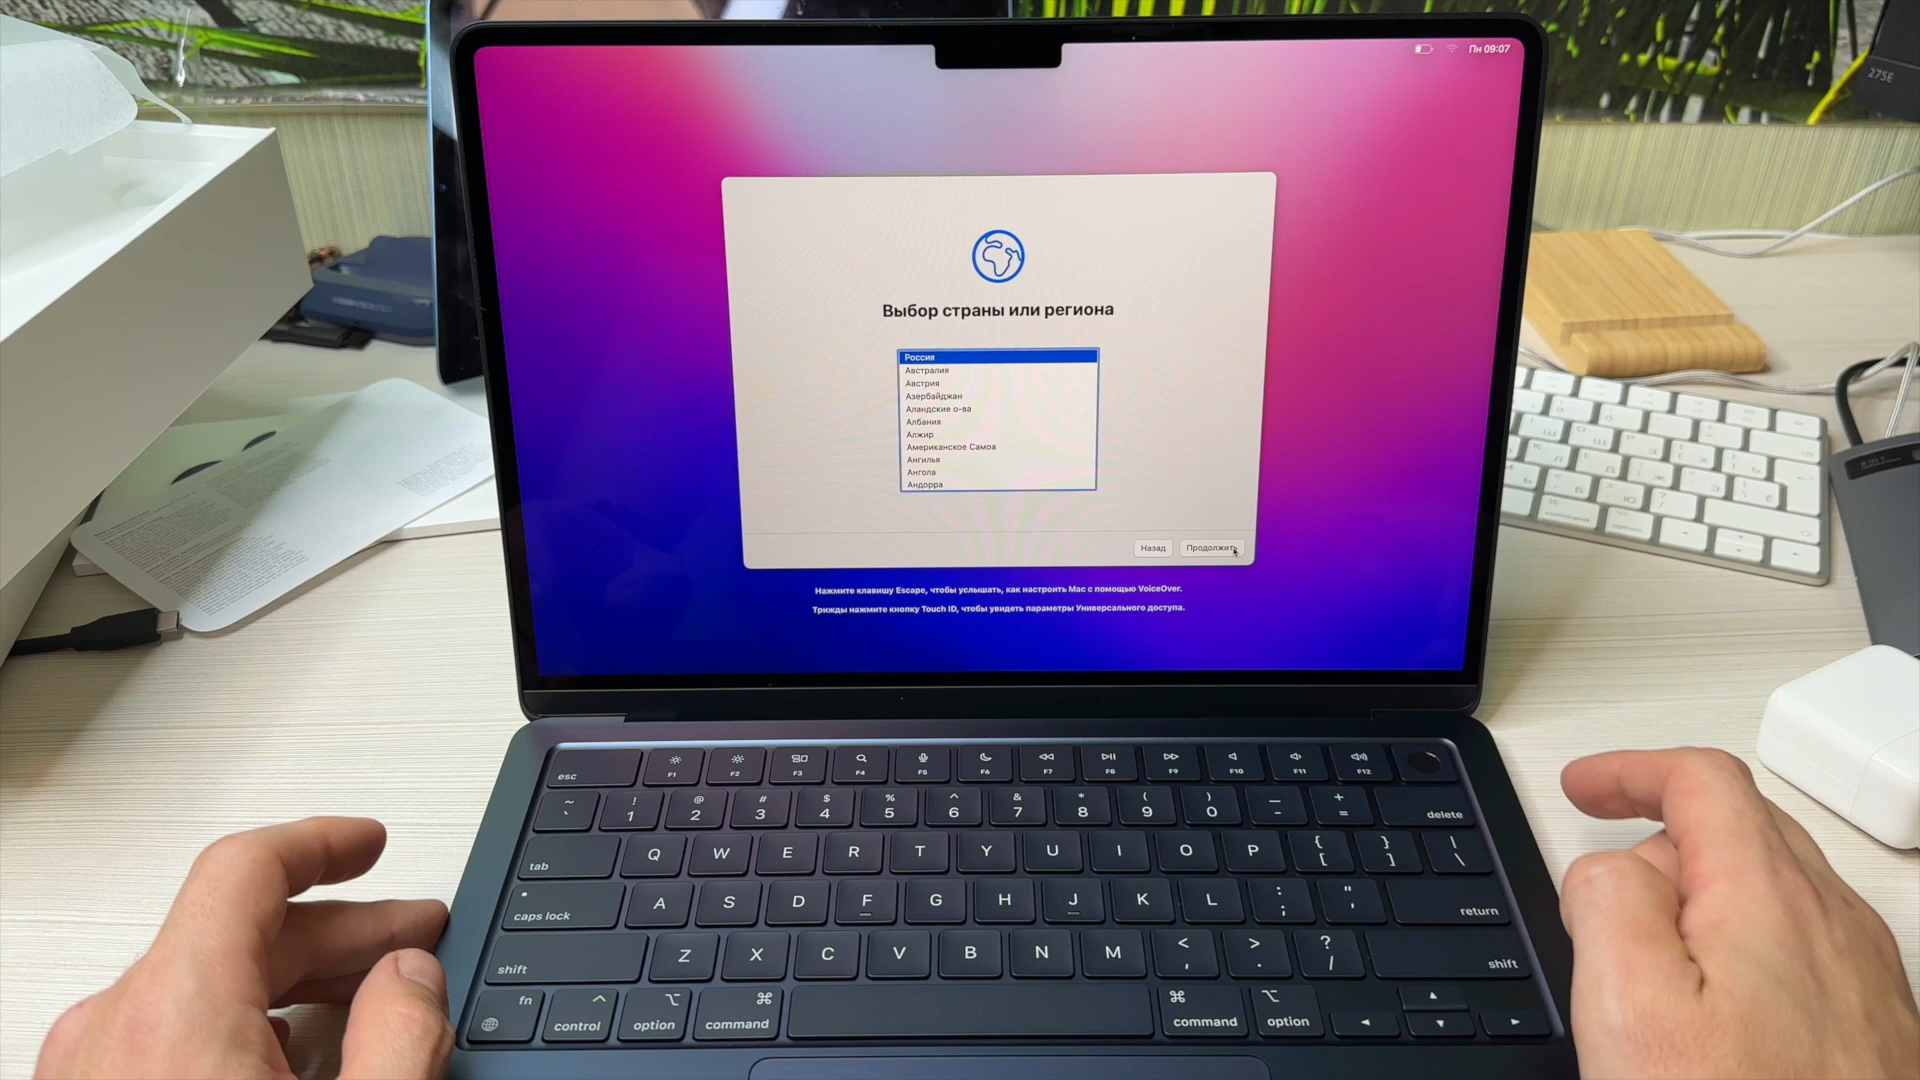 Пн 09:07
275E
Выбор страны или региона
Россия
Австралия
Австрия
Азербайджан
Аландские о-ва
Албания
Алжир
Американское Самоа
Ангилья
Ангола
Андорра
Назад
Продолжить
Нажмите клавишу Escape, чтобы услышать, как настроить Mac с помощью VoiceOver.
Трижды нажмите кнопку Touch ID, чтобы увидеть параметры Универсального доступа.
esc F1 F2 F3 F4 F5 F6 F7 F8 F9 F10 F11 F12
~ ! @ # $ % ^ & * ( ) — +
` 1 2 3 4 5 6 7 8 9 0 - = delete
tab Q W E R T Y U I O P { [ } ] | \
caps lock A S D F G H J K L : ; " ' return
shift Z X C V B N M < , > . ? / shift
fn control option command command option